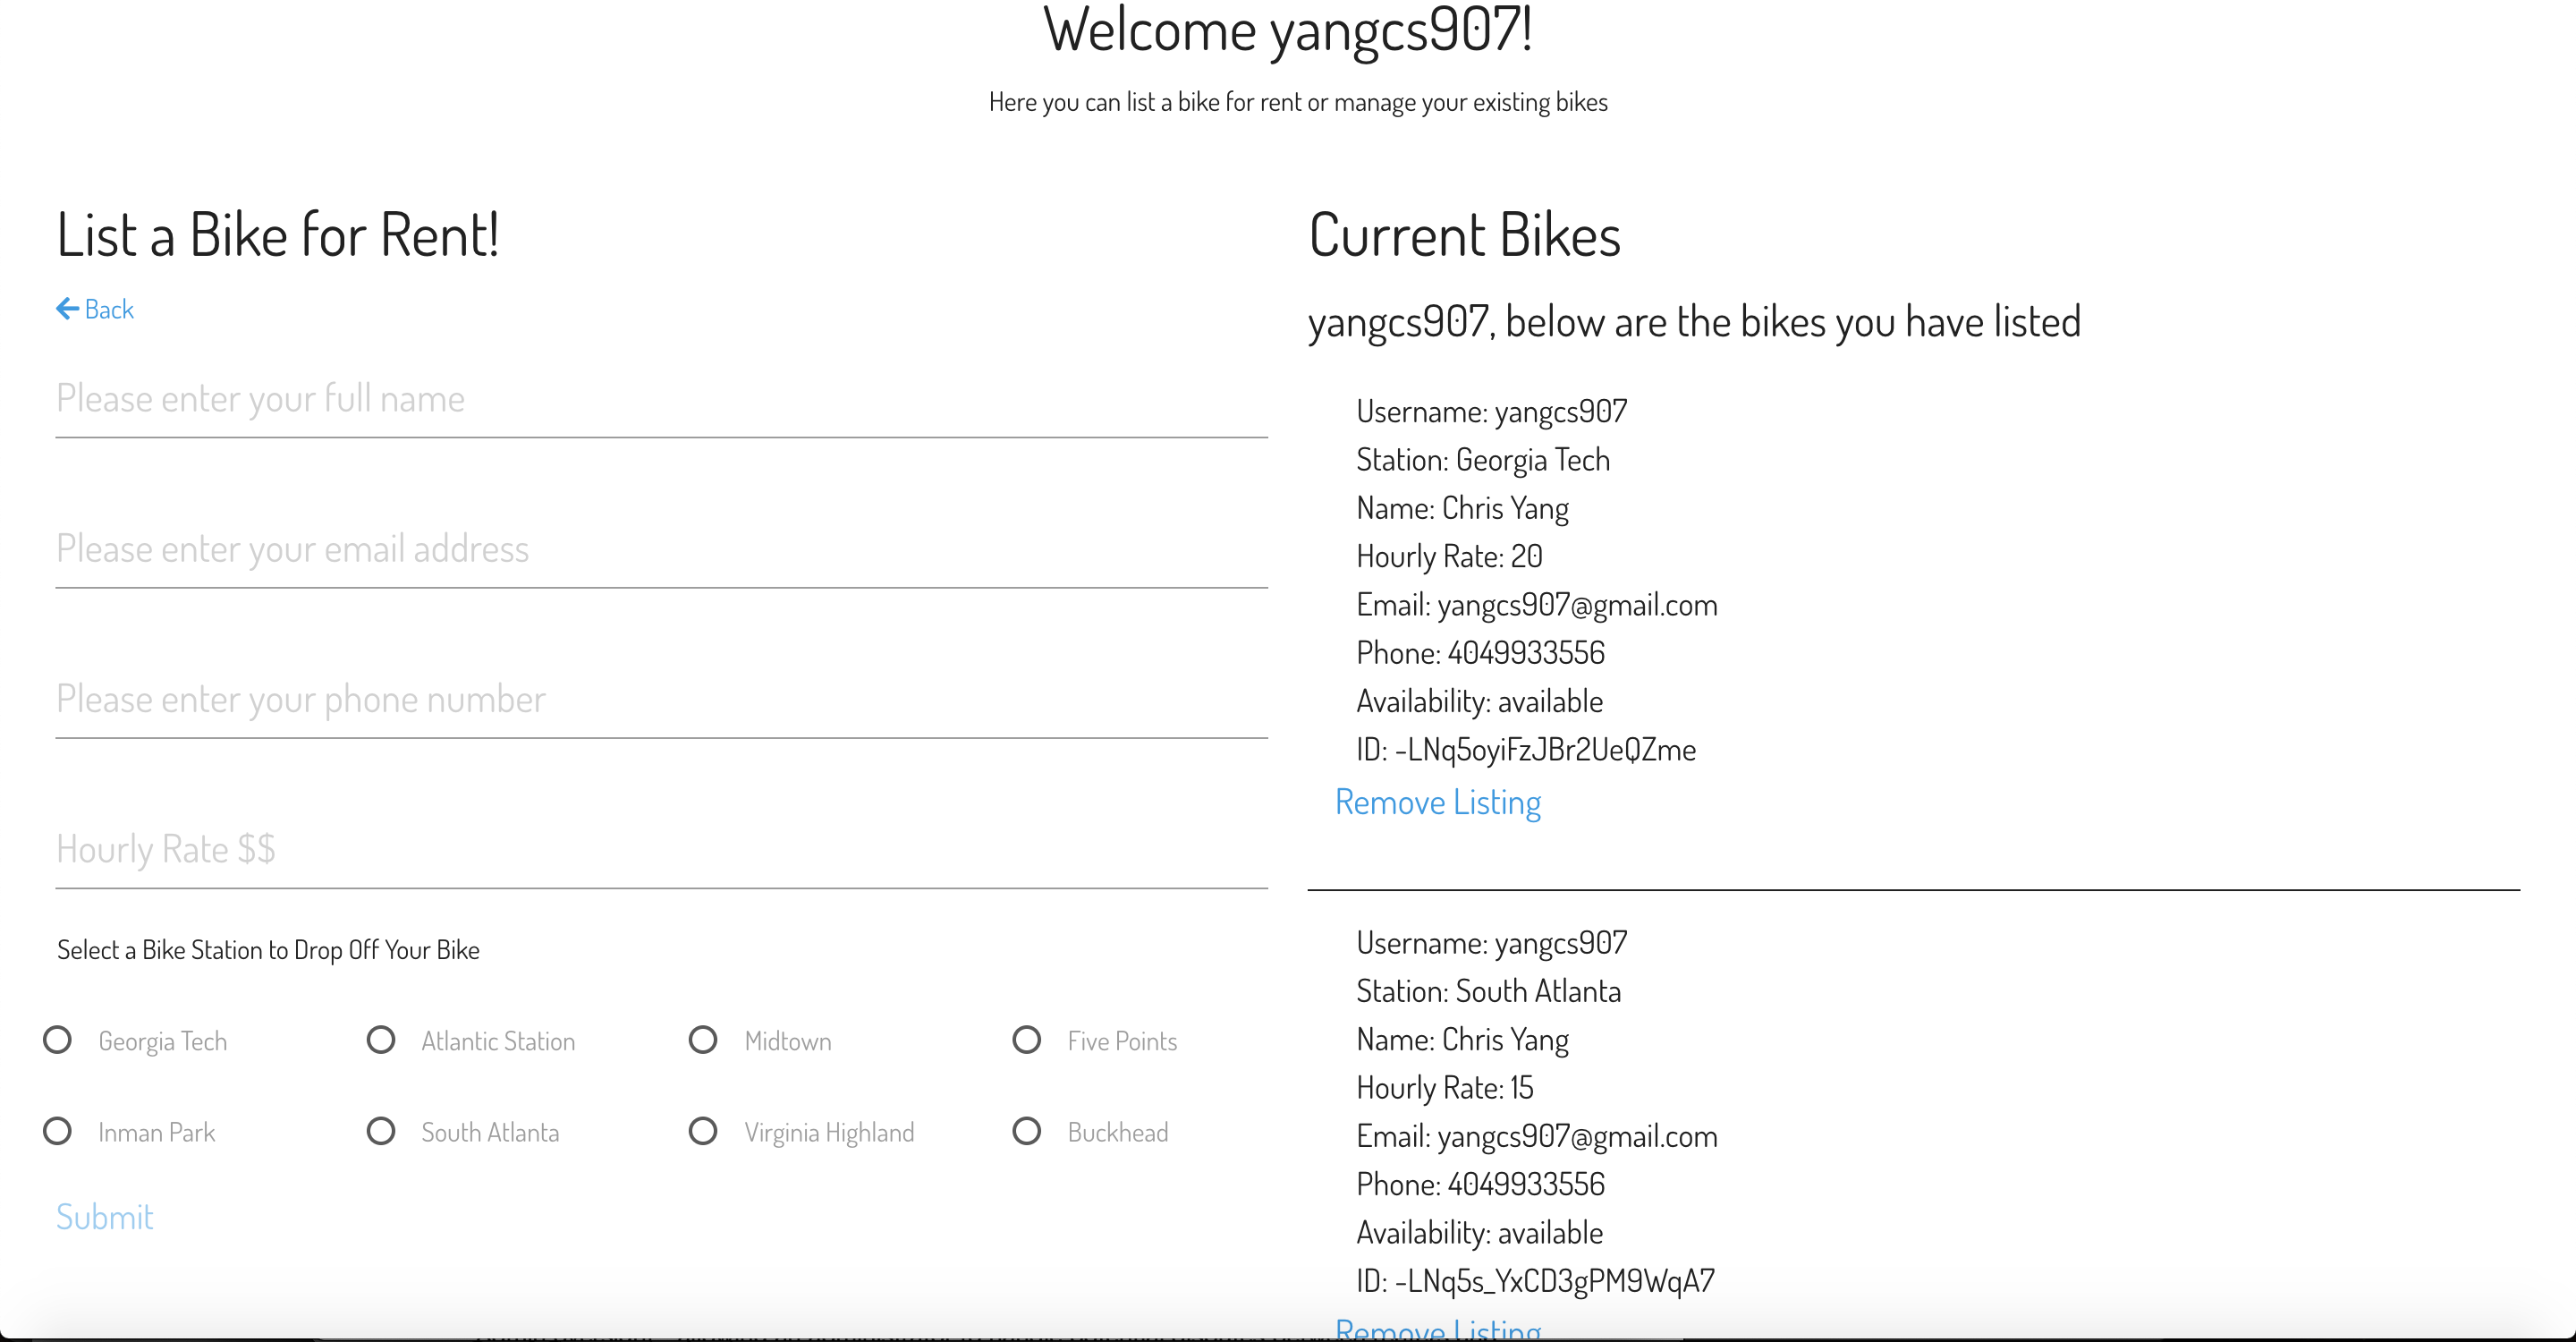 Welcome yangcs907!
Here you can list a bike for rent or manage your existing bikes
List a Bike for Rent!
Back
Please enter your full name
Please enter your email address
Please enter your phone number
Hourly Rate $$
Select a Bike Station to Drop Off Your Bike
Georgia Tech Atlantic Station Midtown Five Points
Inman Park South Atlanta Virginia Highland Buckhead
Submit
Current Bikes
yangcs907, below are the bikes you have listed
Username: yangcs907
Station: Georgia Tech
Name: Chris Yang
Hourly Rate: 20
Email: yangcs907@gmail.com
Phone: 4049933556
Availability: available
ID: -LNq5oyiFzJBr2UeQZme
Remove Listing
Username: yangcs907
Station: South Atlanta
Name: Chris Yang
Hourly Rate: 15
Email: yangcs907@gmail.com
Phone: 4049933556
Availability: available
ID: -LNq5s_YxCD3gPM9WqA7
Remove Listing